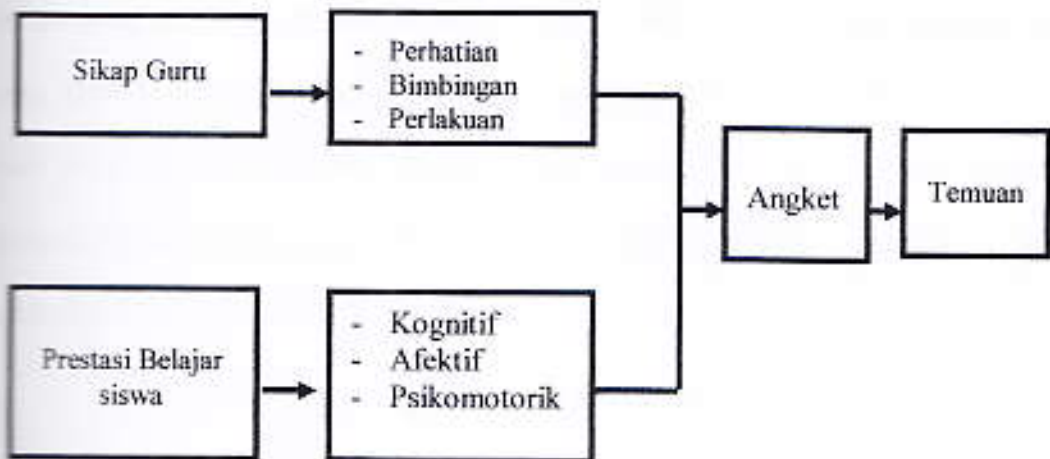 Sikap Guru
- Perhatian
- Bimbingan
- Perlakuan
Angket
Temuan
Prestasi Belajar
siswa
- Kognitif
- Afektif
- Psikomotorik